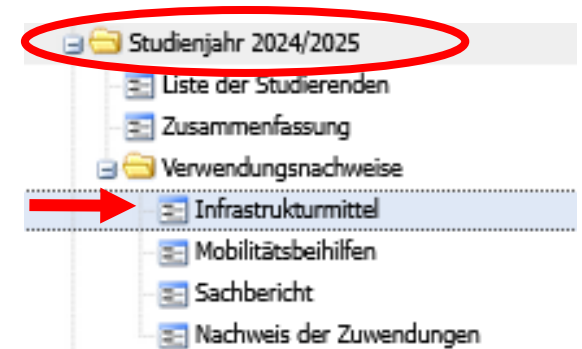 Studienjahr 2024/2025
Liste der Studierenden
Zusammenfassung
Verwendungsnachweise
Infrastrukturmittel
Mobilitätsbeihilfen
Sachbericht
Nachweis der Zuwendungen